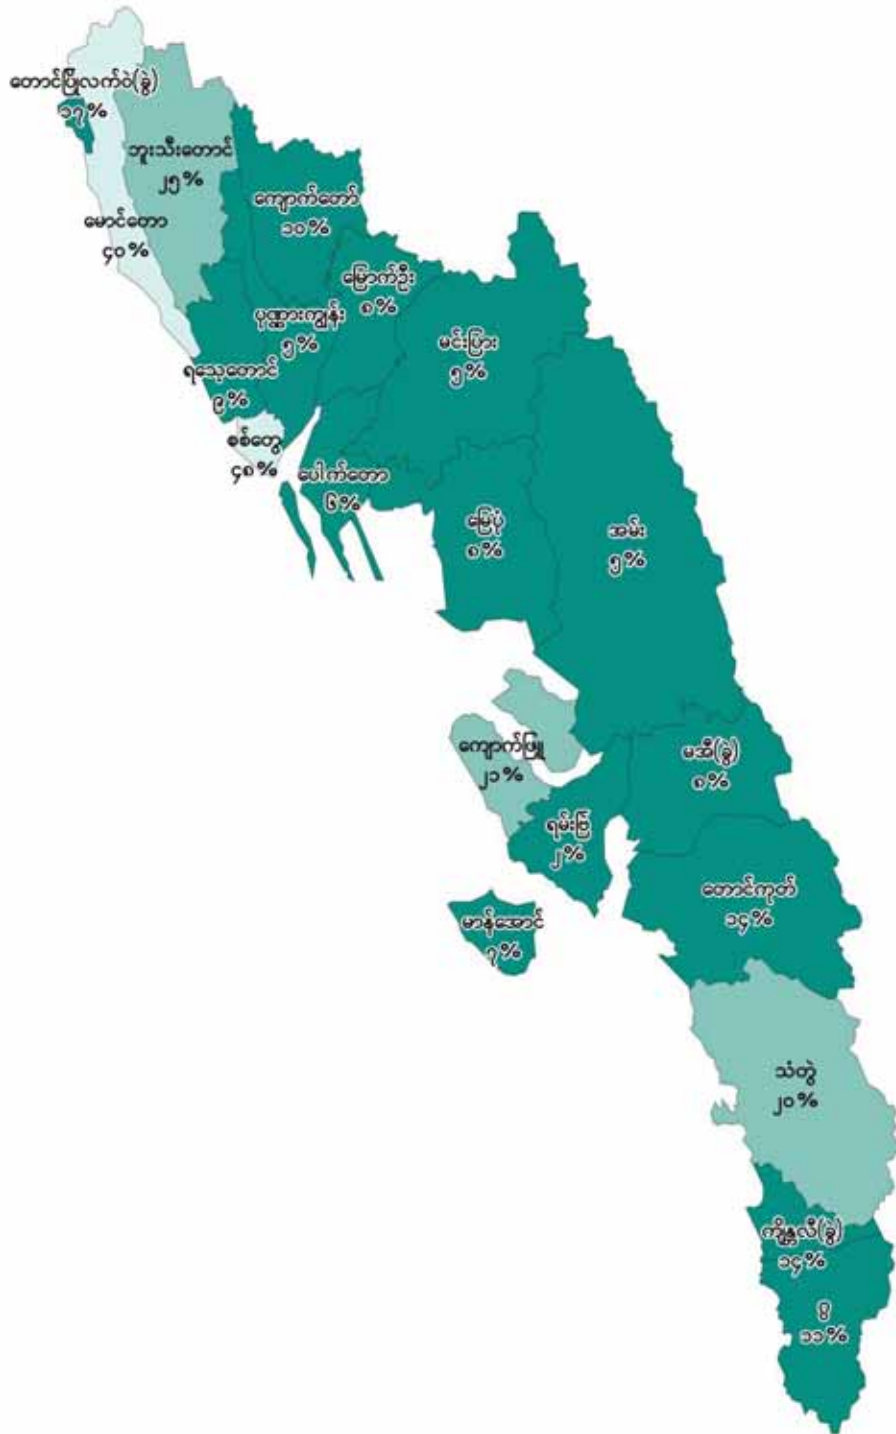 တောင်ပြိုလက်ဝဲ(ခွဲ)
၁၇%
ဘူးသီးတောင်
၂၅%
ကျောက်တော်
၁၀%
မောင်တော
၄၀%
မြောက်ဦး
၈%
ပုဏ္ဏားကျွန်း
၅%
မင်းပြား
၅%
ရသေ့တောင်
၉%
စစ်တွေ
၄၈%
ပေါက်တော
၆%
မြေပုံ
၈%
အမ်း
၅%
ကျောက်ဖြူ
၂၁%
မအီ(ခွဲ)
၈%
ရမ်းဗြဲ
၂%
တောင်ကုတ်
၁၄%
မာန်အောင်
၇%
သံတွဲ
၂၀%
ကျိန္တလီ(ခွဲ)
၁၄%
ဂွ
၁၁%